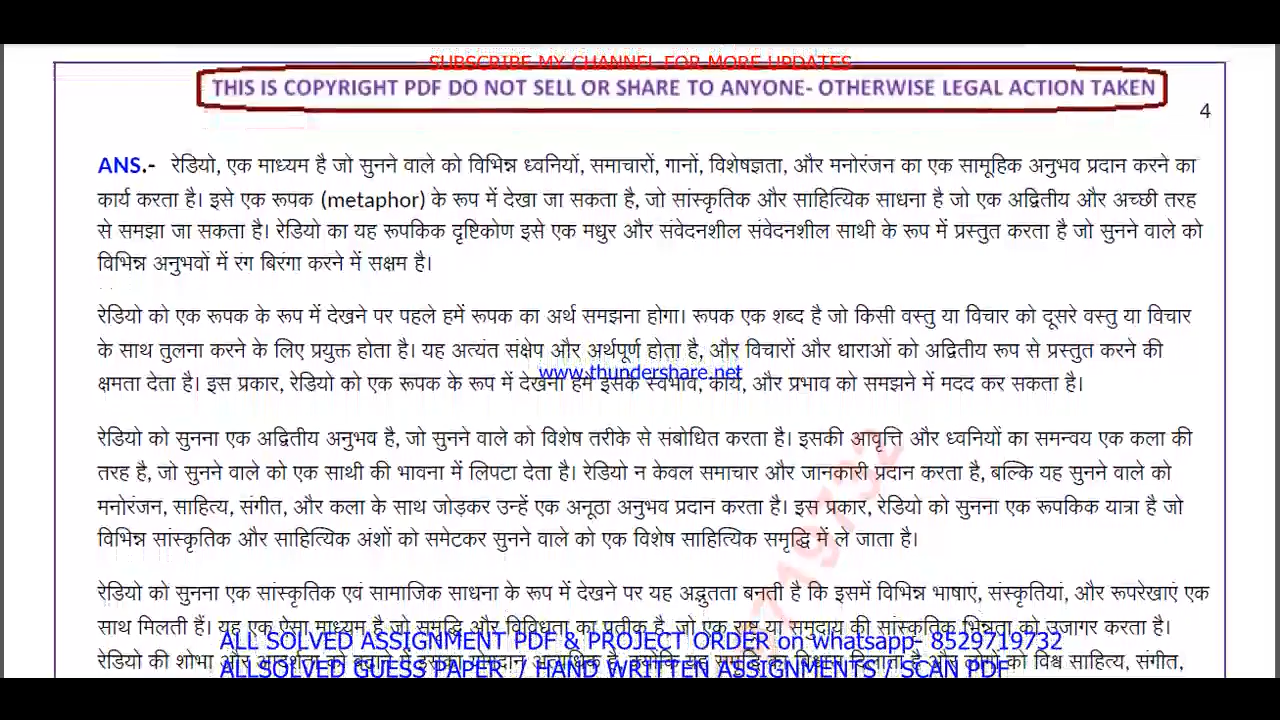 SUBSCRIBE MY CHANNEL FOR MORE UPDATES
THIS IS COPYRIGHT PDF DO NOT SELL OR SHARE TO ANYONE- OTHERWISE LEGAL ACTION TAKEN
4
ANS.- रेडियो, एक माध्यम है जो सुनने वाले को विभिन्न ध्वनियों, समाचारों, गानों, विशेषज्ञता, और मनोरंजन का एक सामूहिक अनुभव प्रदान करने का
कार्य करता है। इसे एक रूपक (metaphor) के रूप में देखा जा सकता है, जो सांस्कृतिक और साहित्यिक साधना है जो एक अद्वितीय और अच्छी तरह
से समझा जा सकता है। रेडियो का यह रूपकिक दृष्टिकोण इसे एक मधुर और संवेदनशील संवेदनशील साथी के रूप में प्रस्तुत करता है जो सुनने वाले को
विभिन्न अनुभवों में रंग बिरंगा करने में सक्षम है।
रेडियो को एक रूपक के रूप में देखने पर पहले हमें रूपक का अर्थ समझना होगा। रूपक एक शब्द है जो किसी वस्तु या विचार को दूसरे वस्तु या विचार
के साथ तुलना करने के लिए प्रयुक्त होता है। यह अत्यंत संक्षेप और अर्थपूर्ण होता है, और विचारों और धाराओं को अद्वितीय रूप से प्रस्तुत करने की
www.thundershare.net
क्षमता देता है। इस प्रकार, रेडियो को एक रूपक के रूप में देखना हमें इसके स्वभाव, कार्य, और प्रभाव को समझने में मदद कर सकता है।
रेडियो को सुनना एक अद्वितीय अनुभव है, जो सुनने वाले को विशेष तरीके से संबोधित करता है। इसकी आवृत्ति और ध्वनियों का समन्वय एक कला की
तरह है, जो सुनने वाले को एक साथी की भावना में लिपटा देता है। रेडियो न केवल समाचार और जानकारी प्रदान करता है, बल्कि यह सुनने वाले को
मनोरंजन, साहित्य, संगीत, और कला के साथ जोड़कर उन्हें एक अनूठा अनुभव प्रदान करता है। इस प्रकार, रेडियो को सुनना एक रूपकिक यात्रा है जो
विभिन्न सांस्कृतिक और साहित्यिक अंशों को समेटकर सुनने वाले को एक विशेष साहित्यिक समृद्धि में ले जाता है।
रेडियो को सुनना एक सांस्कृतिक एवं सामाजिक साधना के रूप में देखने पर यह अद्भुतता बनती है कि इसमें विभिन्न भाषाएं, संस्कृतियां, और रूपरेखाएं एक
साथ मिलती हैं। यह एक ऐसा माध्यम है जो समृद्धि और विविधता का प्रतीक है, जो एक राष्ट्र या समुदाय की सांस्कृतिक भिन्नता को उजागर करता है।
ALL SOLVED ASSIGNMENT PDF & PROJECT ORDER on whatsapp- 8529719732
रेडियो की शोभा और को विश्व साहित्य, संगीत,
ALLSOLVED GUESS PAPER / HAND WRITTEN ASSIGNMENTS / SCAN PDF